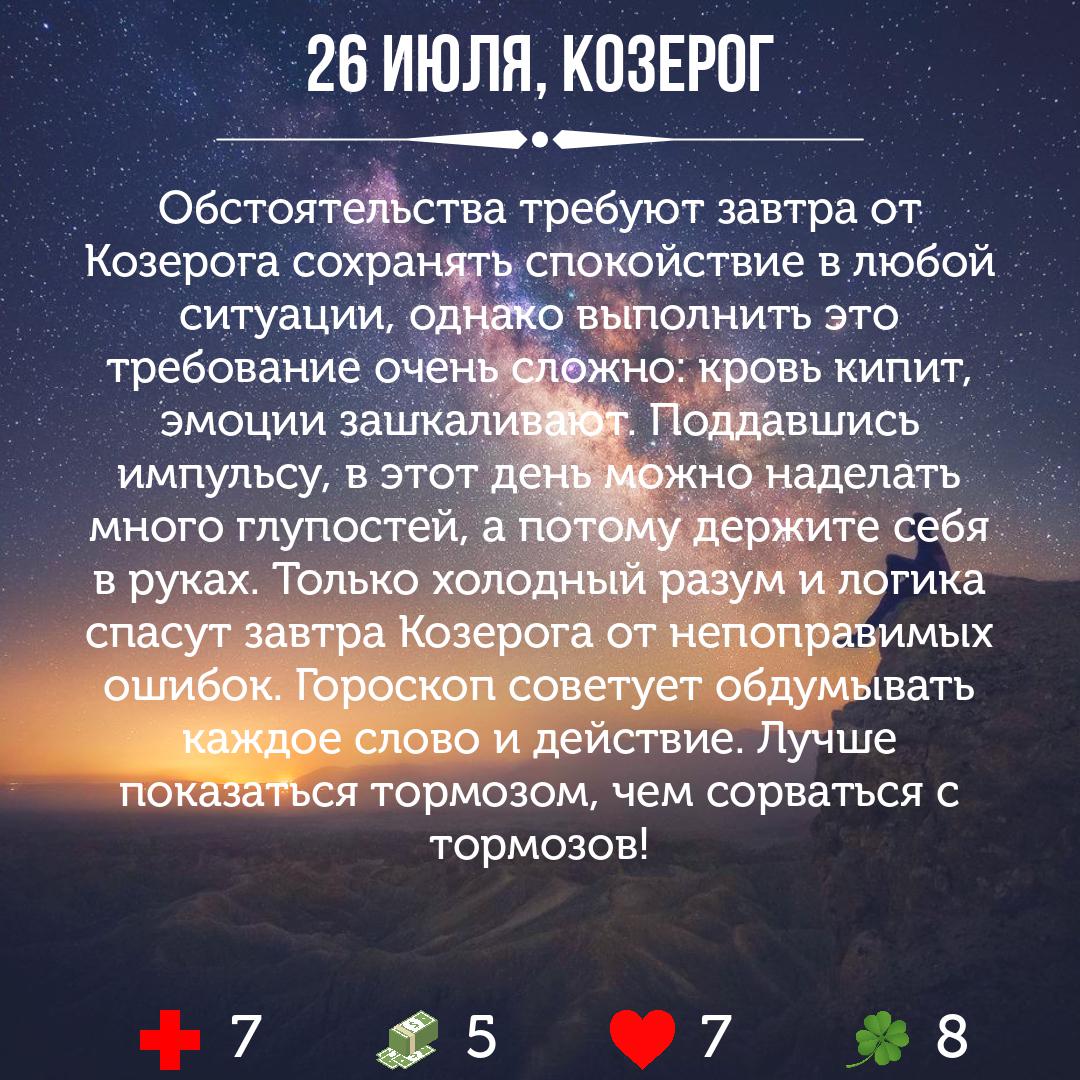 26 ИЮЛЯ, КОЗЕРОГ
Обстоятельства требуют завтра от
Козерога сохранять спокойствие в любой
ситуации, однако выполнить это
требование очень сложно: кровь кипит,
эмоции зашкаливают. Поддавшись
импульсу, в этот день можно наделать
много глупостей, а потому держите себя
в руках. Только холодный разум и логика
спасут завтра Козерога от непоправимых
ошибок. Гороскоп советует обдумывать
каждое слово и действие. Лучше
показаться тормозом, чем сорваться с
тормозов!
7 5 7 8